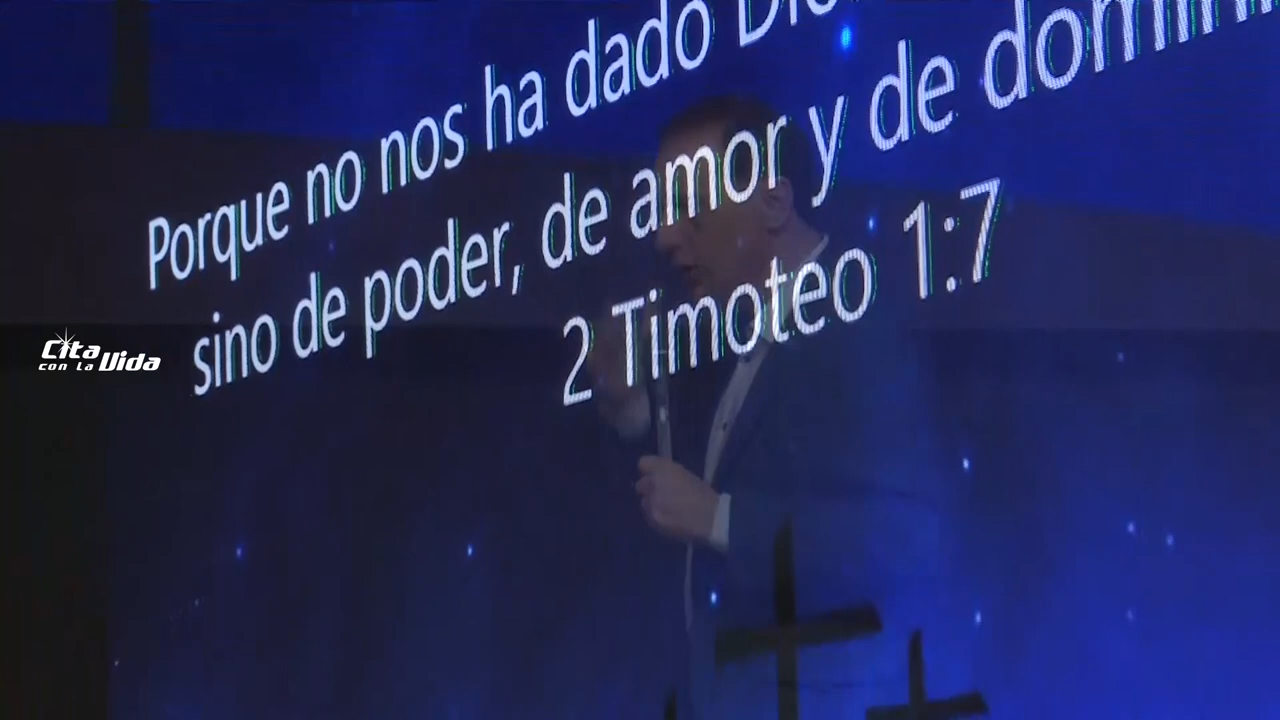 Porque no nos ha dado
sino de poder, de amor y de
2 Timoteo 1:7
Cita
con la Vida